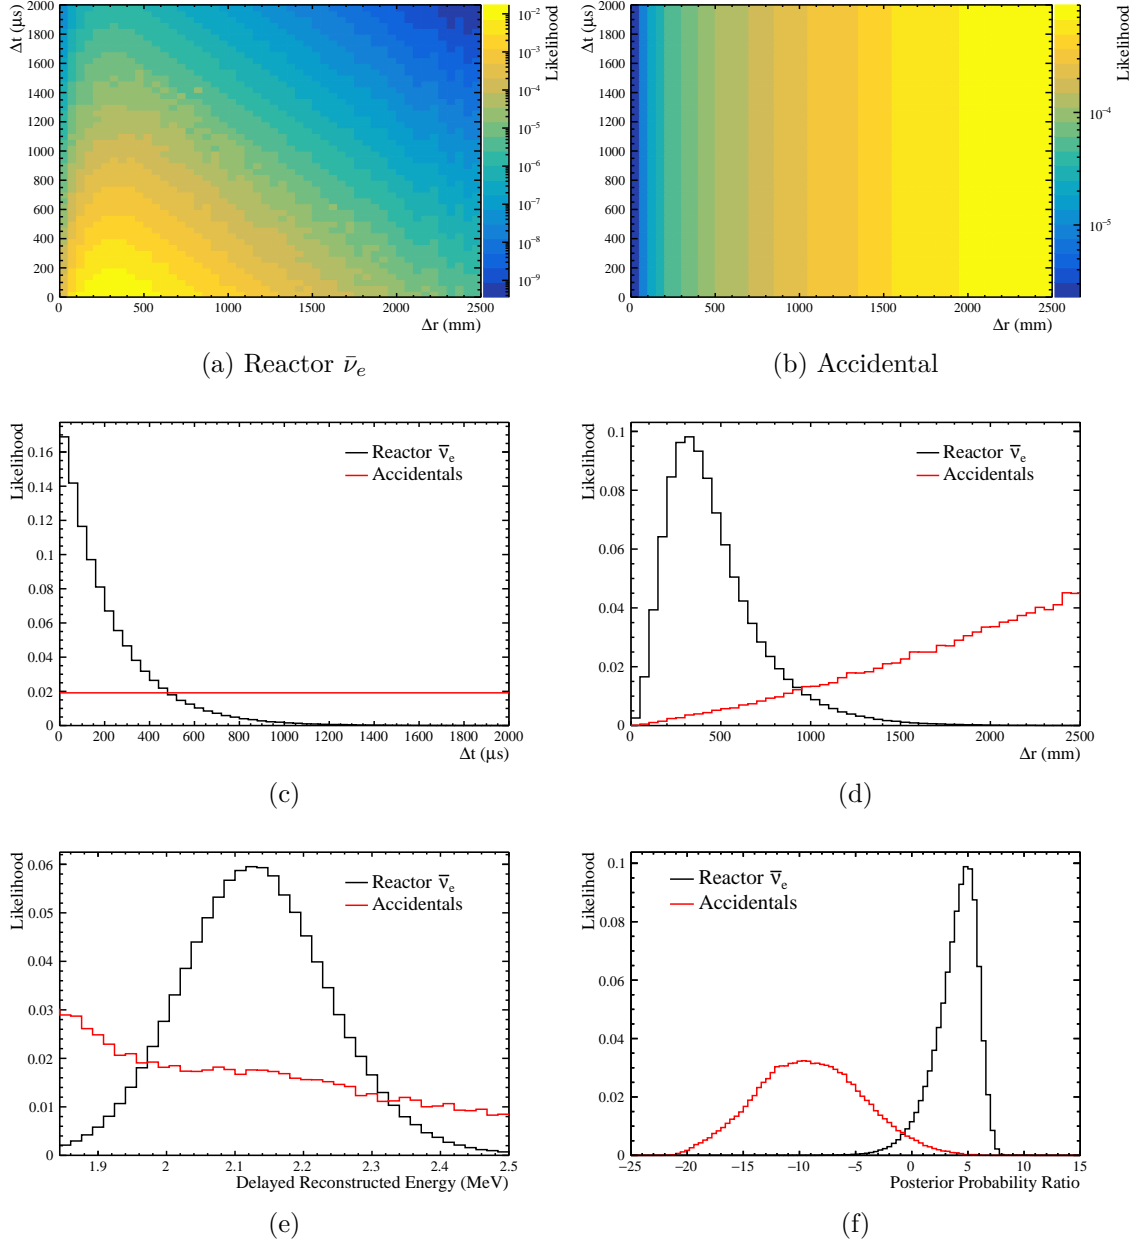 Δt (μs)
2000
1800
1600
1400
1200
1000
800
600
400
200
0
0 500 1000 1500 2000 2500
Δr (mm)
Likelihood
10⁻²
10⁻³
10⁻⁴
10⁻⁵
10⁻⁶
10⁻⁷
10⁻⁸
10⁻⁹
(a) Reactor ν̄ₑ
Δt (μs)
2000
1800
1600
1400
1200
1000
800
600
400
200
0
0 500 1000 1500 2000 2500
Δr (mm)
Likelihood
10⁻⁴
10⁻⁵
(b) Accidental
Likelihood
0.16
0.14
0.12
0.1
0.08
0.06
0.04
0.02
0
Reactor ν̄ₑ
Accidentals
0 200 400 600 800 1000 1200 1400 1600 1800 2000
Δt (μs)
(c)
Likelihood
0.1
0.08
0.06
0.04
0.02
0
Reactor ν̄ₑ
Accidentals
0 500 1000 1500 2000 2500
Δr (mm)
(d)
Likelihood
0.06
0.05
0.04
0.03
0.02
0.01
0
Reactor ν̄ₑ
Accidentals
1.9 2 2.1 2.2 2.3 2.4 2.5
Delayed Reconstructed Energy (MeV)
(e)
Likelihood
0.1
0.08
0.06
0.04
0.02
0
Reactor ν̄ₑ
Accidentals
−25 −20 −15 −10 −5 0 5 10 15
Posterior Probability Ratio
(f)